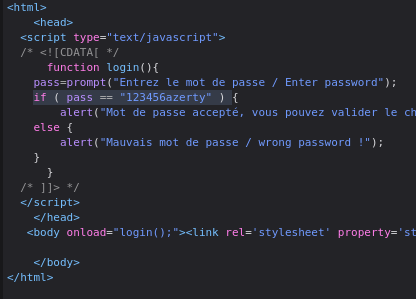 <html>
<head>
<script type="text/javascript">
/* <![CDATA[ */
function login(){
pass=prompt("Entrez le mot de passe / Enter password");
if ( pass == "123456azerty" ) {
alert("Mot de passe accepté, vous pouvez valider le ch
else {
alert("Mauvais mot de passe / wrong password !");
}
}
/* ]]> */
</script>
</head>
<body onload="login();"><link rel='stylesheet' property='st
</body>
</html>